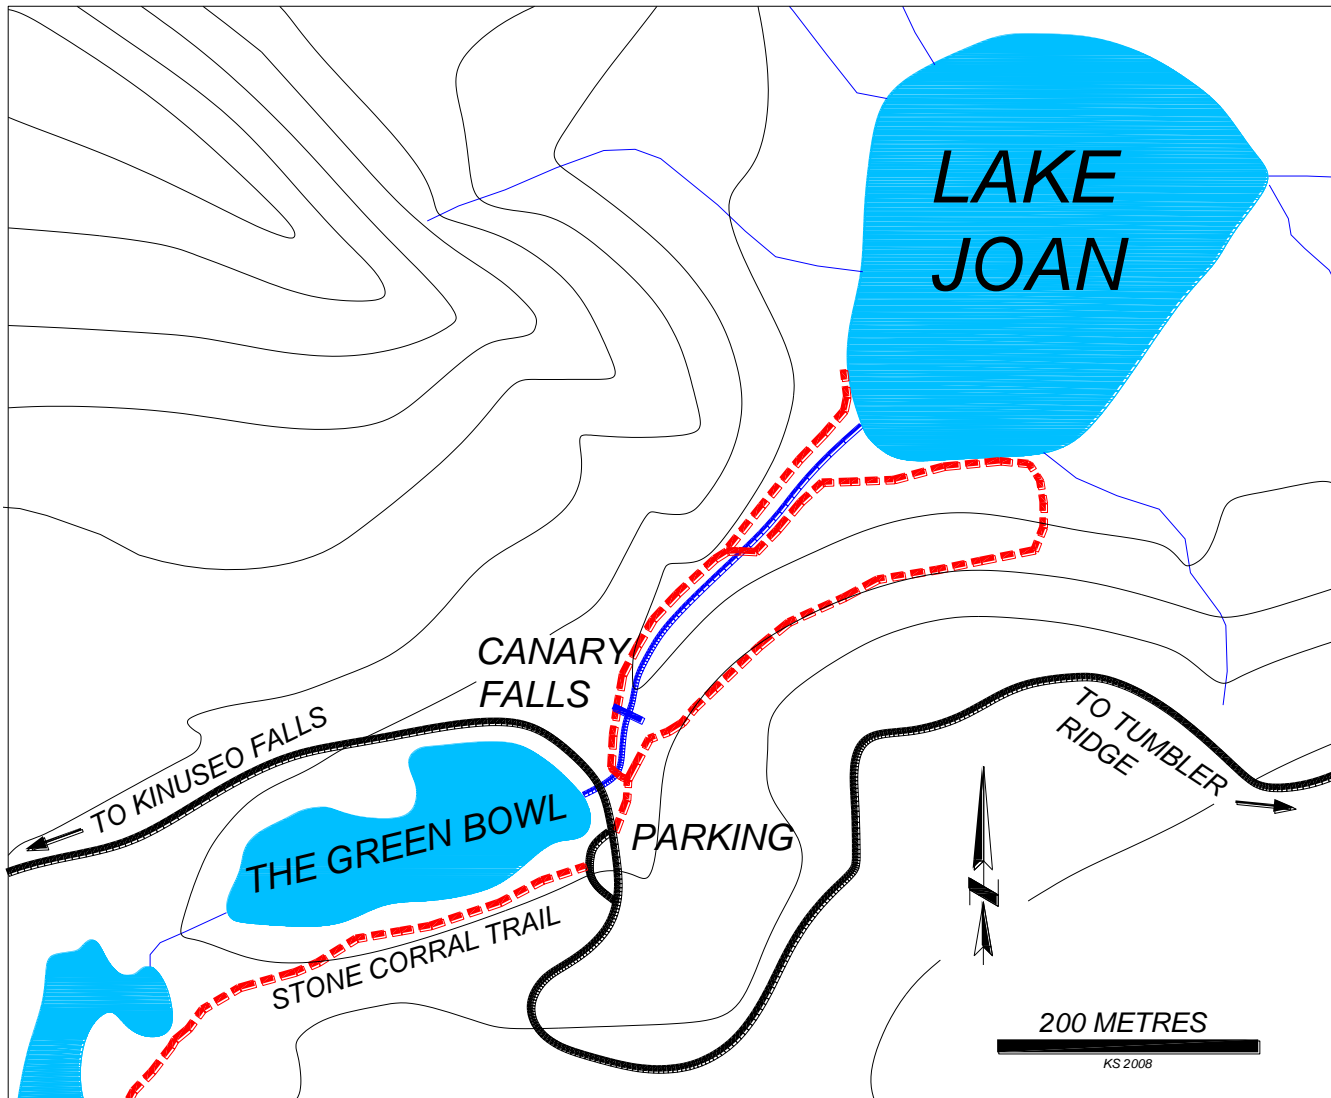 LAKE
JOAN
CANARY
FALLS
TO KINUSEO FALLS
TO TUMBLER
RIDGE
THE GREEN BOWL
PARKING
STONE CORRAL TRAIL
200 METRES
KS 2008